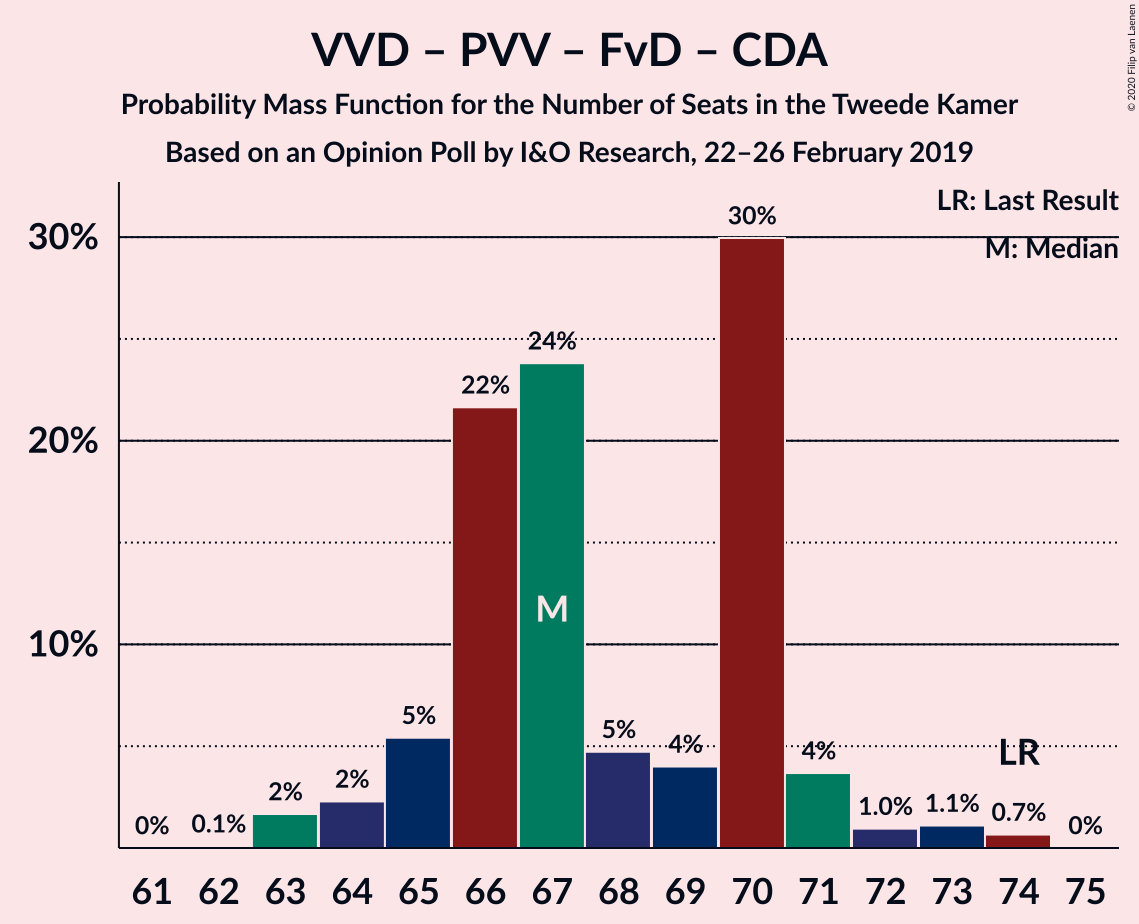 VVD – PVV – FvD – CDA
Probability Mass Function for the Number of Seats in the Tweede Kamer
Based on an Opinion Poll by I&O Research, 22–26 February 2019
© 2020 Filip van Laenen
LR: Last Result
M: Median
30%
20%
10%
0%
0.1%
2%
2%
5%
22%
24%
5%
4%
30%
4%
1.0%
1.1%
0.7%
0%
M
LR
61 62 63 64 65 66 67 68 69 70 71 72 73 74 75